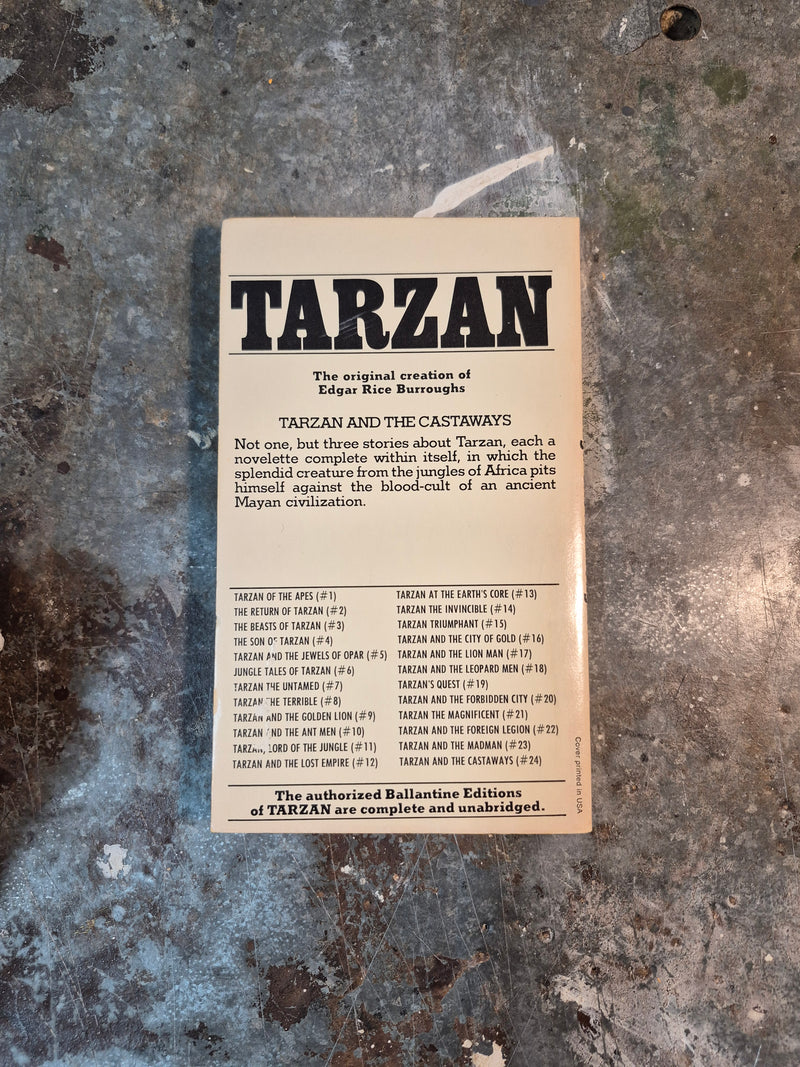 TARZAN
The original creation of
Edgar Rice Burroughs
TARZAN AND THE CASTAWAYS
Not one, but three stories about Tarzan, each a
novelette complete within itself, in which the
splendid creature from the jungles of Africa pits
himself against the blood-cult of an ancient
Mayan civilization.
TARZAN OF THE APES (#1)
THE RETURN OF TARZAN (#2)
THE BEASTS OF TARZAN (#3)
THE SON OF TARZAN (#4)
TARZAN AND THE JEWELS OF OPAR (#5)
JUNGLE TALES OF TARZAN (#6)
TARZAN THE UNTAMED (#7)
TARZAN THE TERRIBLE (#8)
TARZAN AND THE GOLDEN LION (#9)
TARZAN AND THE ANT MEN (#10)
TARZAN, LORD OF THE JUNGLE (#11)
TARZAN AND THE LOST EMPIRE (#12)
TARZAN AT THE EARTH'S CORE (#13)
TARZAN THE INVINCIBLE (#14)
TARZAN TRIUMPHANT (#15)
TARZAN AND THE CITY OF GOLD (#16)
TARZAN AND THE LION MAN (#17)
TARZAN AND THE LEOPARD MEN (#18)
TARZAN'S QUEST (#19)
TARZAN AND THE FORBIDDEN CITY (#20)
TARZAN THE MAGNIFICENT (#21)
TARZAN AND THE FOREIGN LEGION (#22)
TARZAN AND THE MADMAN (#23)
TARZAN AND THE CASTAWAYS (#24)
The authorized Ballantine Editions
of TARZAN are complete and unabridged.
Cover printed in USA